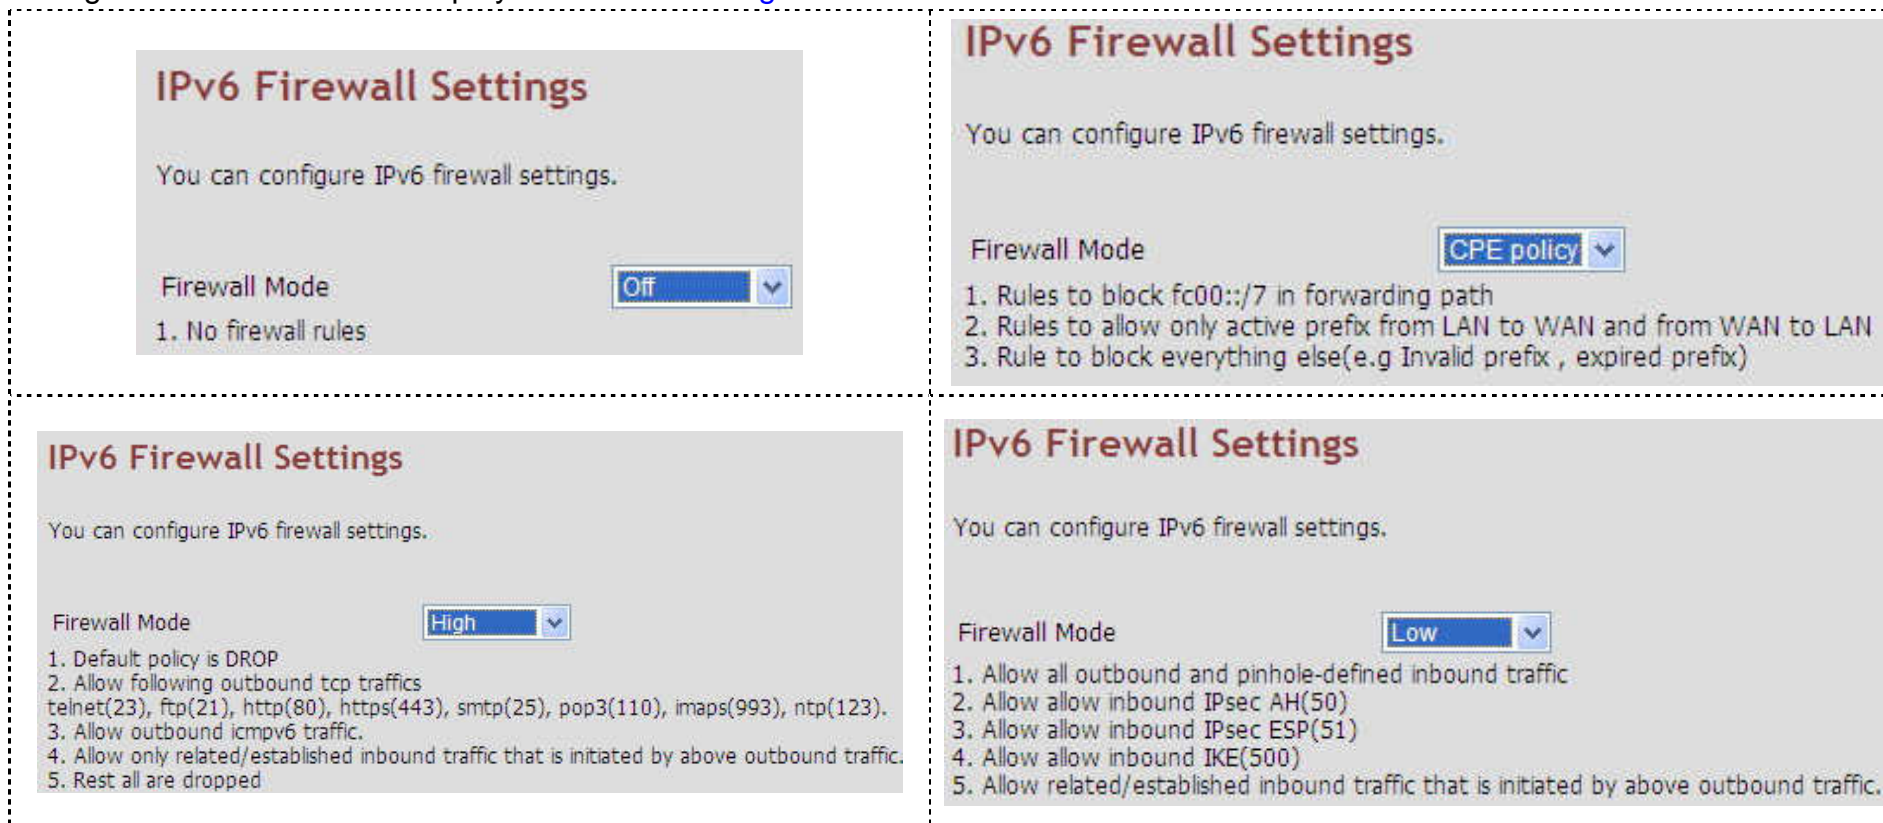 IPv6 Firewall Settings
You can configure IPv6 firewall settings.
Firewall Mode Off
1. No firewall rules
IPv6 Firewall Settings
You can configure IPv6 firewall settings.
Firewall Mode CPE policy
1. Rules to block fc00::/7 in forwarding path
2. Rules to allow only active prefix from LAN to WAN and from WAN to LAN
3. Rule to block everything else(e.g Invalid prefix , expired prefix)
IPv6 Firewall Settings
You can configure IPv6 firewall settings.
Firewall Mode High
1. Default policy is DROP
2. Allow following outbound tcp traffics
telnet(23), ftp(21), http(80), https(443), smtp(25), pop3(110), imaps(993), ntp(123).
3. Allow outbound icmpv6 traffic.
4. Allow only related/established inbound traffic that is initiated by above outbound traffic.
5. Rest all are dropped
IPv6 Firewall Settings
You can configure IPv6 firewall settings.
Firewall Mode Low
1. Allow all outbound and pinhole-defined inbound traffic
2. Allow allow inbound IPsec AH(50)
3. Allow allow inbound IPsec ESP(51)
4. Allow allow inbound IKE(500)
5. Allow related/established inbound traffic that is initiated by above outbound traffic.